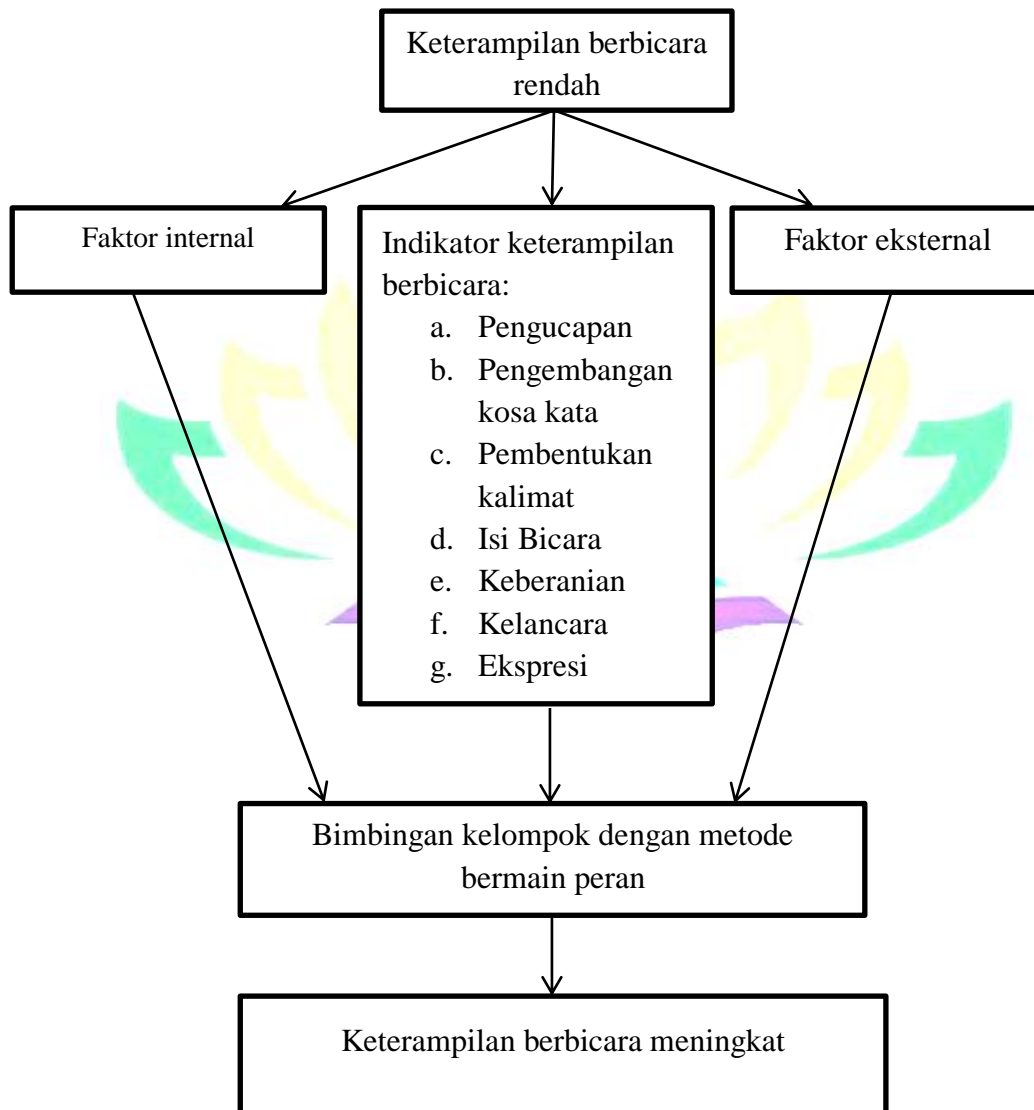 Keterampilan berbicara
rendah
Faktor internal
Indikator keterampilan
berbicara:
a. Pengucapan
b. Pengembangan
kosa kata
c. Pembentukan
kalimat
d. Isi Bicara
e. Keberanian
f. Kelancara
g. Ekspresi
Faktor eksternal
Bimbingan kelompok dengan metode
bermain peran
Keterampilan berbicara meningkat